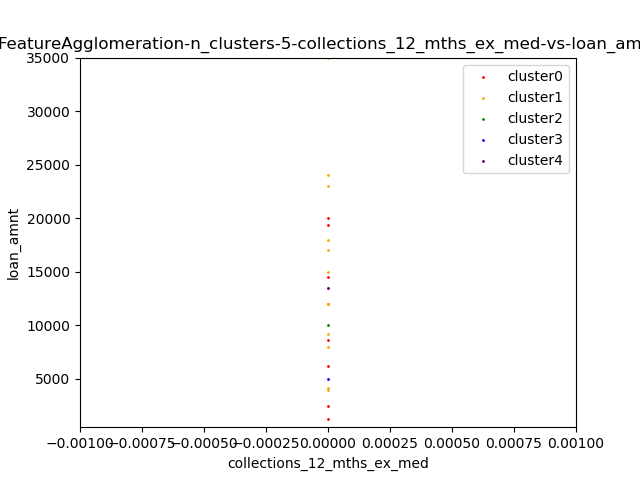 FeatureAgglomeration-n_clusters-5-collections_12_mths_ex_med-vs-loan_am
35000
30000
25000
20000
15000
10000
5000
loan_amnt
cluster0
cluster1
cluster2
cluster3
cluster4
−0.00100 −0.00075 −0.00050 −0.00025 0.00000 0.00025 0.00050 0.00075 0.00100
collections_12_mths_ex_med